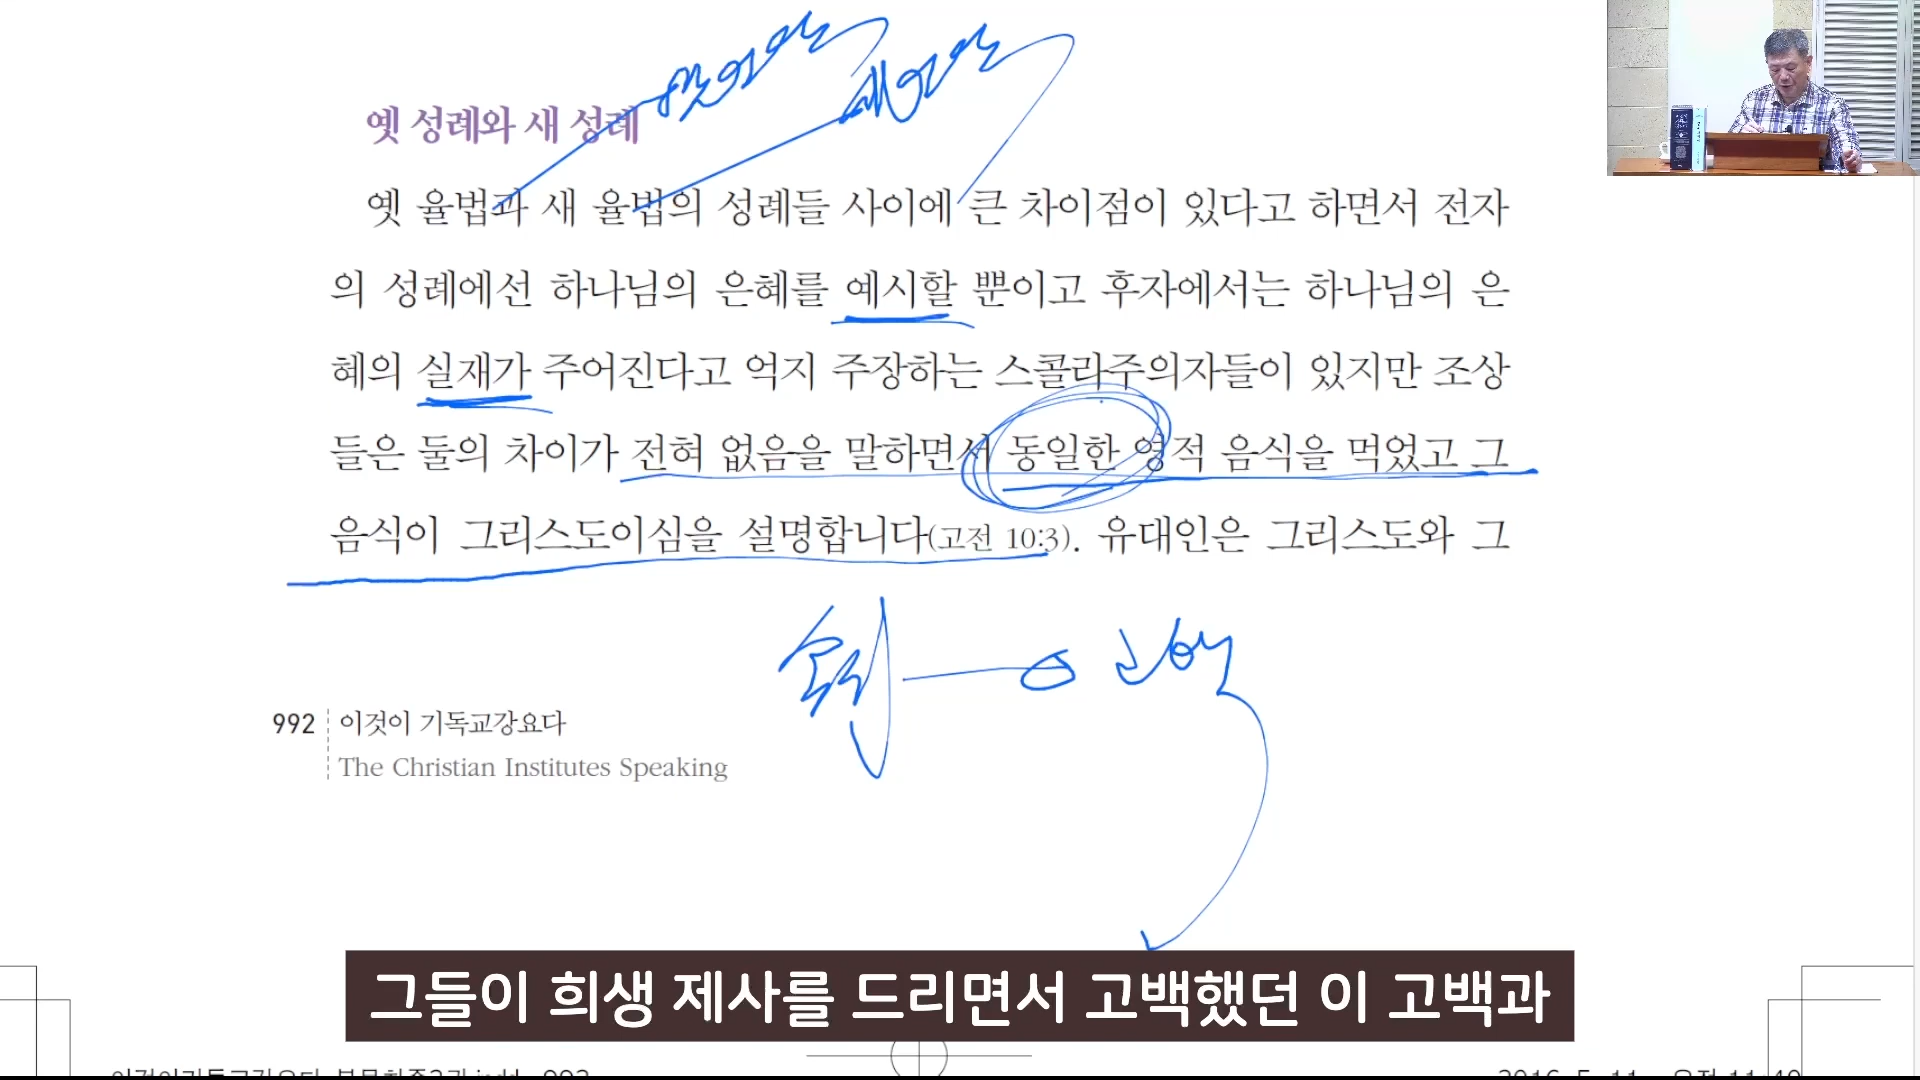 옛언약
새언약
옛 성례와 새 성례
옛 율법과 새 율법의 성례들 사이에 큰 차이점이 있다고 하면서 전자
의 성례에선 하나님의 은혜를 예시할 뿐이고 후자에서는 하나님의 은
혜의 실재가 주어진다고 억지 주장하는 스콜라주의자들이 있지만 조상
들은 둘의 차이가 전혀 없음을 말하면서 동일한 영적 음식을 먹었고 그
음식이 그리스도이심을 설명합니다(고전 10:3). 유대인은 그리스도와 그
고백
992 이것이 기독교강요다
The Christian Institutes Speaking
그들이 희생 제사를 드리면서 고백했던 이 고백과